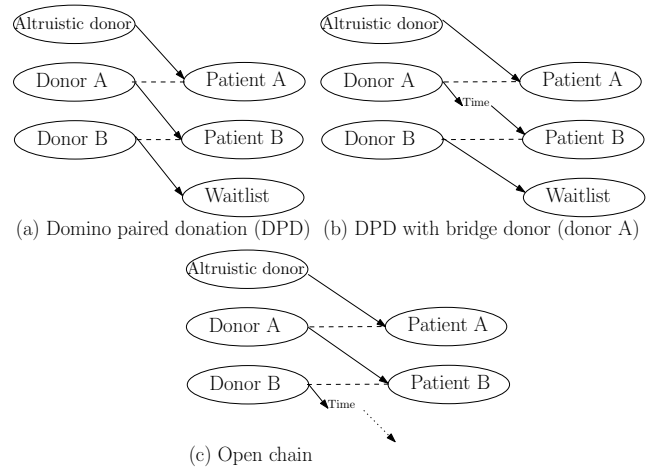 Altruistic donor
Donor A
Patient A
Donor B
Patient B
Waitlist
(a) Domino paired donation (DPD)
Altruistic donor
Donor A
Patient A
Time
Donor B
Patient B
Waitlist
(b) DPD with bridge donor (donor A)
Altruistic donor
Donor A
Patient A
Donor B
Patient B
Time
(c) Open chain